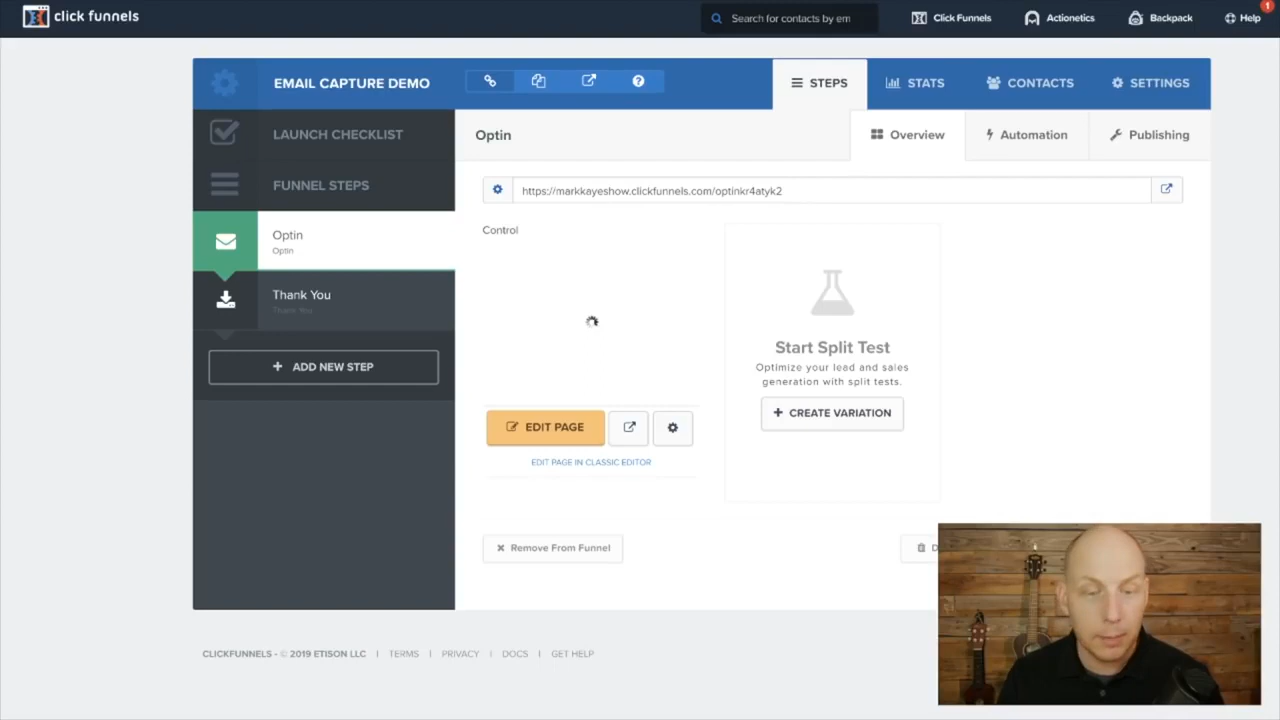 click funnels
Search for contacts by em
Click Funnels
Actionetics
Backpack
Help
1
EMAIL CAPTURE DEMO
STEPS
STATS
CONTACTS
SETTINGS
LAUNCH CHECKLIST
FUNNEL STEPS
Optin
Optin
Thank You
Thank You
ADD NEW STEP
Optin
Overview
Automation
Publishing
https://markkayeshow.clickfunnels.com/optinkr4atyk2
Control
EDIT PAGE
EDIT PAGE IN CLASSIC EDITOR
Start Split Test
Optimize your lead and sales
generation with split tests.
+ CREATE VARIATION
Remove From Funnel
D
CLICKFUNNELS - © 2019 ETISON LLC | TERMS | PRIVACY | DOCS | GET HELP